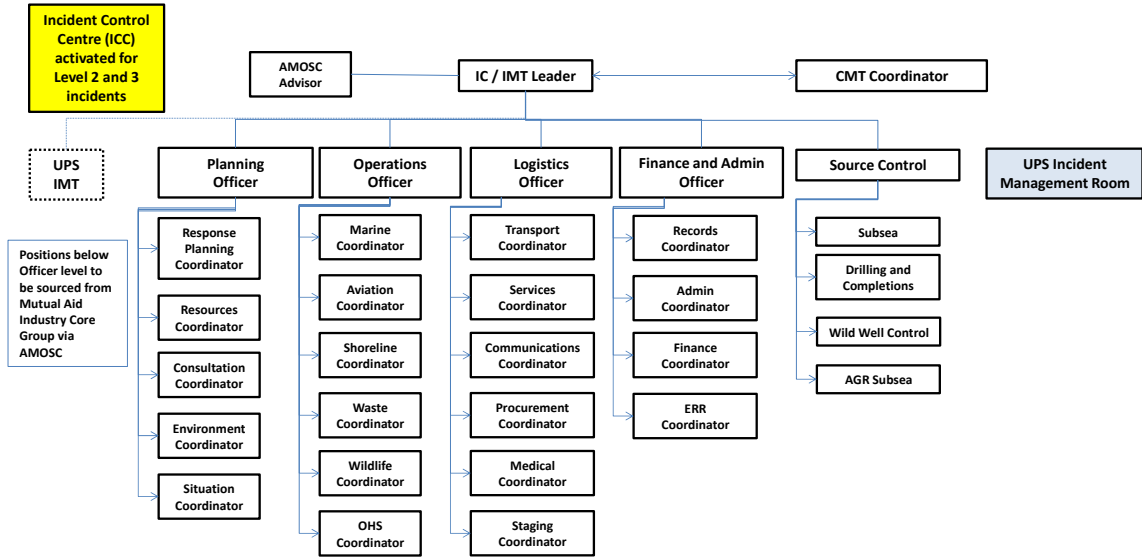 Incident Control
Centre (ICC)
activated for
Level 2 and 3
incidents
AMOSC
Advisor
IC / IMT Leader
CMT Coordinator
UPS
IMT
Planning
Officer
Operations
Officer
Logistics
Officer
Finance and Admin
Officer
Source Control
UPS Incident
Management Room
Positions below
Officer level to
be sourced from
Mutual Aid
Industry Core
Group via
AMOSC
Response
Planning
Coordinator
Resources
Coordinator
Consultation
Coordinator
Environment
Coordinator
Situation
Coordinator
Marine
Coordinator
Aviation
Coordinator
Shoreline
Coordinator
Waste
Coordinator
Wildlife
Coordinator
OHS
Coordinator
Transport
Coordinator
Services
Coordinator
Communications
Coordinator
Procurement
Coordinator
Medical
Coordinator
Staging
Coordinator
Records
Coordinator
Admin
Coordinator
Finance
Coordinator
ERR
Coordinator
Subsea
Drilling and
Completions
Wild Well Control
AGR Subsea